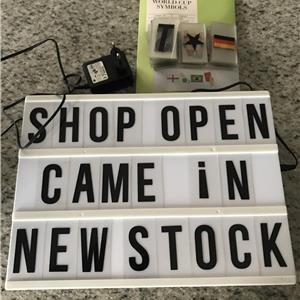 WORLD CUP
SYMBOLS
SHOP OPEN
CAME iN
NEW STOCK